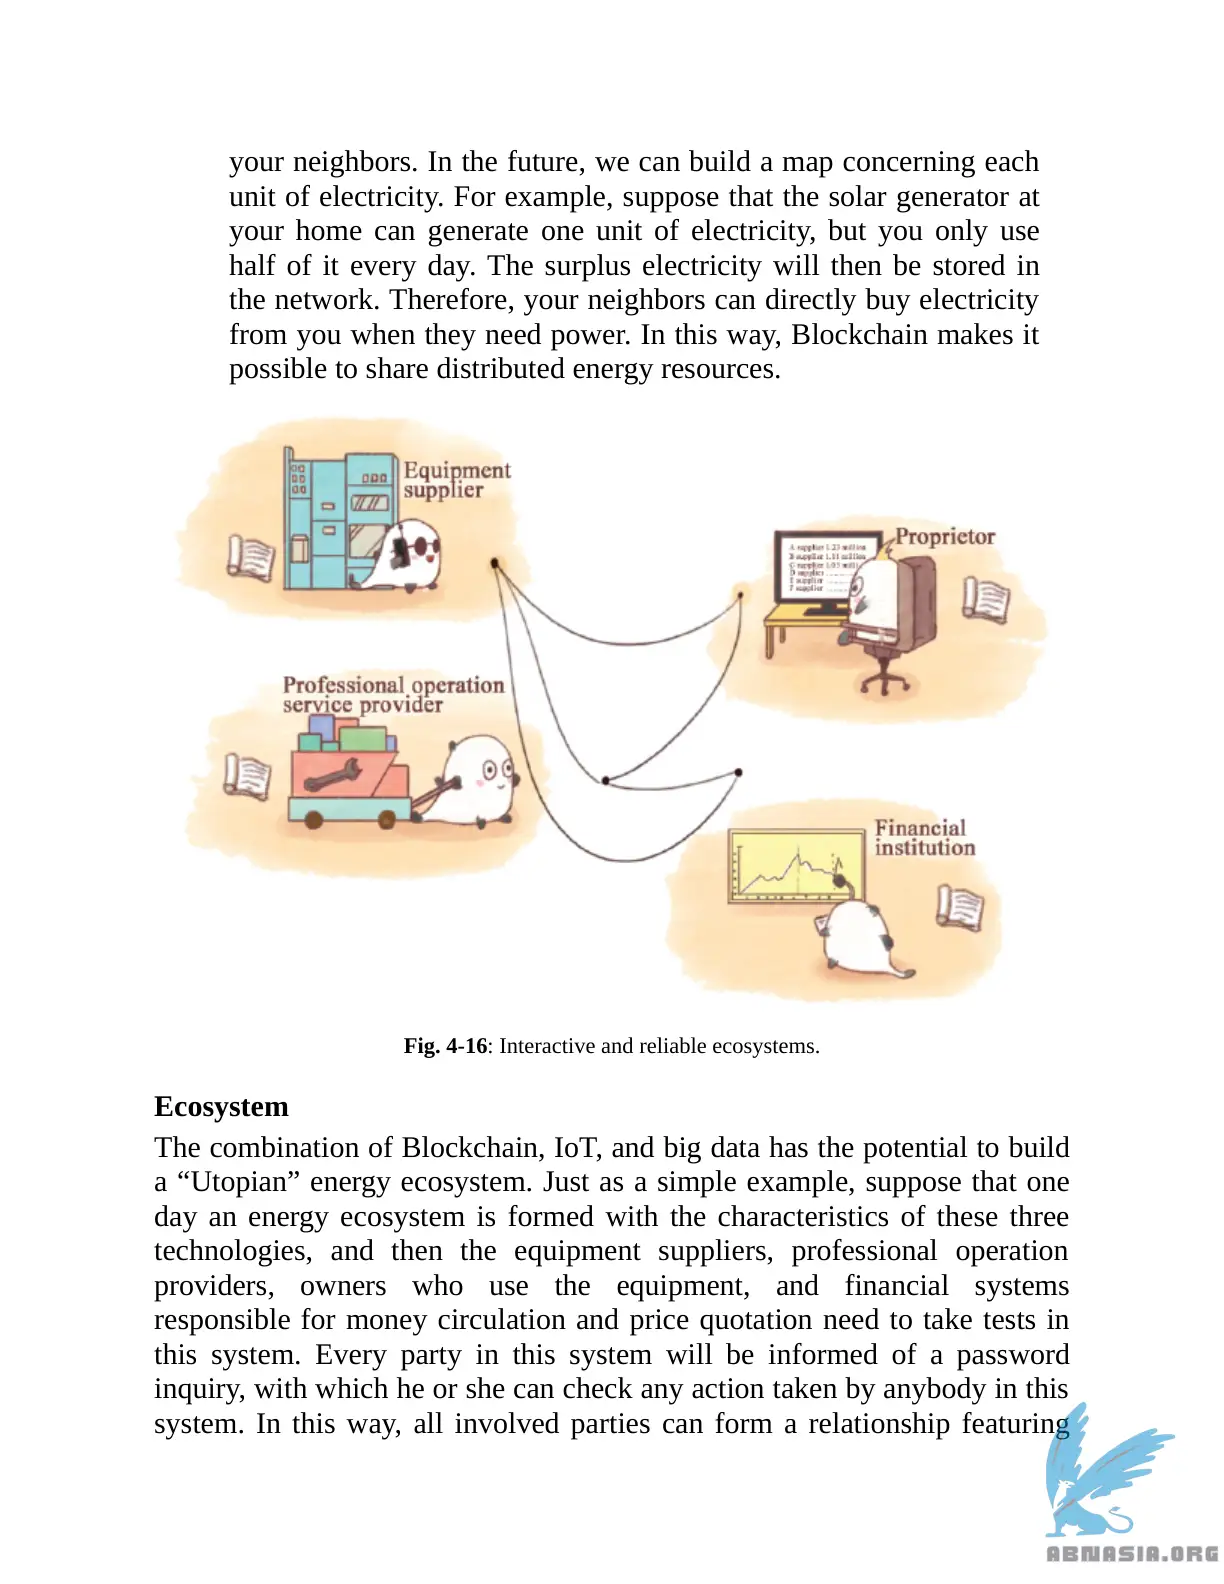 your neighbors. In the future, we can build a map concerning each
unit of electricity. For example, suppose that the solar generator at
your home can generate one unit of electricity, but you only use
half of it every day. The surplus electricity will then be stored in
the network. Therefore, your neighbors can directly buy electricity
from you when they need power. In this way, Blockchain makes it
possible to share distributed energy resources.
Equipment
supplier
Proprietor
A supplier 1.23 million
B supplier 1.11 million
C supplier 1.05 milli
D supplier
E supplier
F supplier
Professional operation
service provider
Financial
institution
Fig. 4-16: Interactive and reliable ecosystems.
Ecosystem
The combination of Blockchain, IoT, and big data has the potential to build
a “Utopian” energy ecosystem. Just as a simple example, suppose that one
day an energy ecosystem is formed with the characteristics of these three
technologies, and then the equipment suppliers, professional operation
providers, owners who use the equipment, and financial systems
responsible for money circulation and price quotation need to take tests in
this system. Every party in this system will be informed of a password
inquiry, with which he or she can check any action taken by anybody in this
system. In this way, all involved parties can form a relationship featuring
ABNASIA.ORG